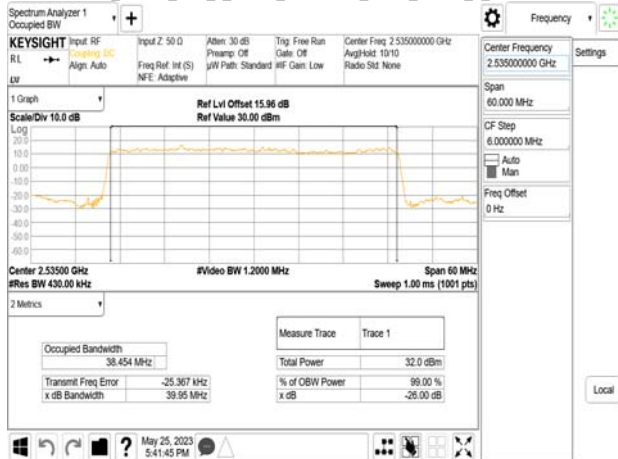 Spectrum Analyzer 1
Occupied BW
Frequency
Settings
KEYSIGHT
RL
LVI
Input: RF
Coupling: DC
Align: Auto
Input Z: 50 Ω
Freq Ref: Int (S)
NFE: Adaptive
Atten: 30 dB
Preamp: Off
µW Path: Standard
Trig: Free Run
Gate: Off
#IF Gain: Low
Center Freq: 2.535000000 GHz
Avg|Hold: 10/10
Radio Std: None
Center Frequency
2.535000000 GHz
Span
60.000 MHz
CF Step
6.000000 MHz
Auto
Man
Freq Offset
0 Hz
Local
1 Graph
Scale/Div 10.0 dB
Ref Lvl Offset 15.96 dB
Ref Value 30.00 dBm
Log
20.0
10.0
0.00
-10.0
-20.0
-30.0
-40.0
-50.0
-60.0
Center 2.53500 GHz
#Video BW 1.2000 MHz
Span 60 MHz
#Res BW 430.00 kHz
Sweep 1.00 ms (1001 pts)
2 Metrics
Measure Trace Trace 1
Occupied Bandwidth
38.454 MHz
Total Power 32.0 dBm
Transmit Freq Error -25.367 kHz
% of OBW Power 99.00 %
x dB Bandwidth 39.95 MHz
x dB -26.00 dB
May 25, 2023
5:41:45 PM